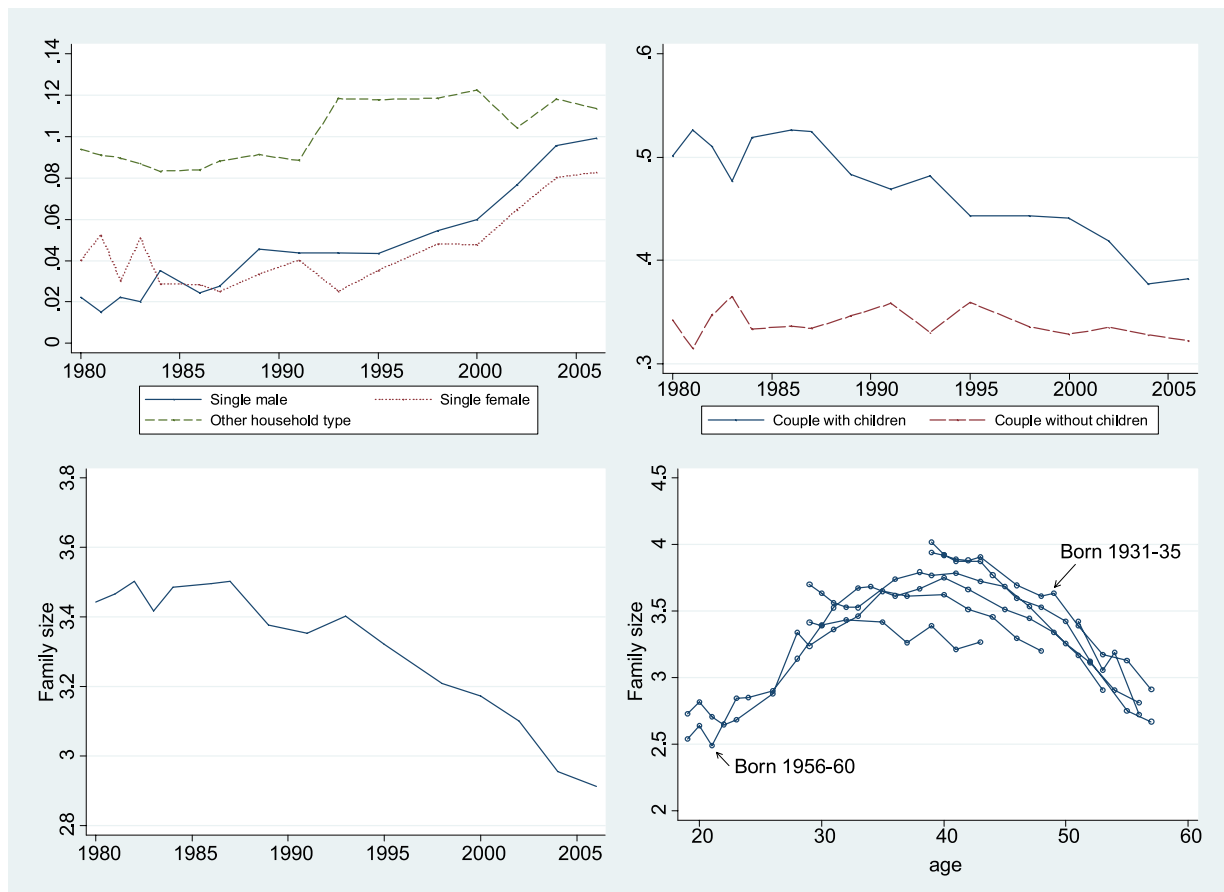 .14
.12
.1
.08
.06
.04
.02
0
1980 1985 1990 1995 2000 2005
Single male Single female
Other household type
.6
.5
.4
.3
1980 1985 1990 1995 2000 2005
Couple with children Couple without children
Family size
3.8
3.6
3.4
3.2
3
2.8
1980 1985 1990 1995 2000 2005
Family size
4.5
4
3.5
3
2.5
2
Born 1931-35
Born 1956-60
20 30 40 50 60
age